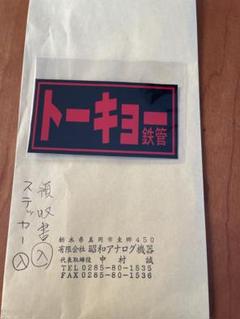 トーキョー
鉄管
領収書入
ステッカー入
栃木県真岡市東郷450
有限会社 昭和アナログ機器
代表取締役 中村 誠
TEL 0285-80-1535
FAX 0285-80-1536